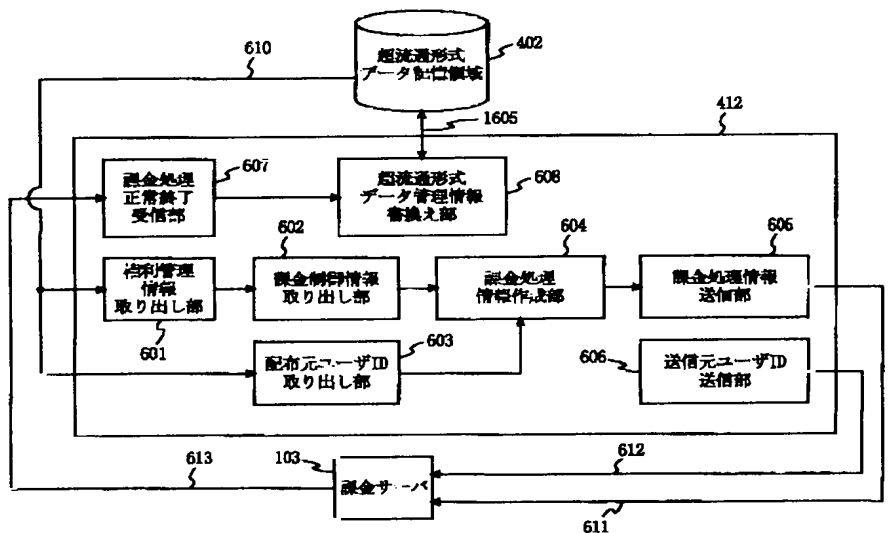 610
超流通形式
データ記憶領域
402
1605
412
課金処理
正常終了
受信部
607
超流通形式
データ管理情報
書換え部
608
602
604
605
権利管理
情報
取り出し部
601
課金制御情報
取り出し部
課金処理
情報作成部
課金処理情報
送信部
配布元ユーザID
取り出し部
603
606
送信元ユーザID
送信部
613
103
課金サーバ
612
611